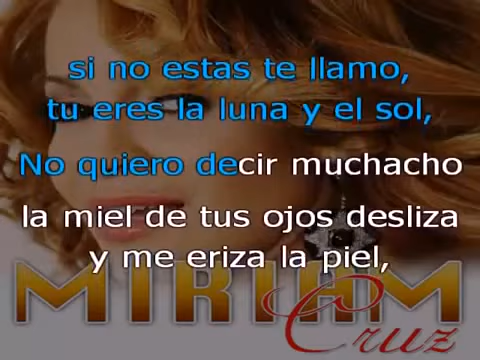 si no estas te llamo,
tu eres la luna y el sol,
No quiero decir muchacho
la miel de tus ojos desliza
y me eriza la piel,
MIRIAM
Cruz